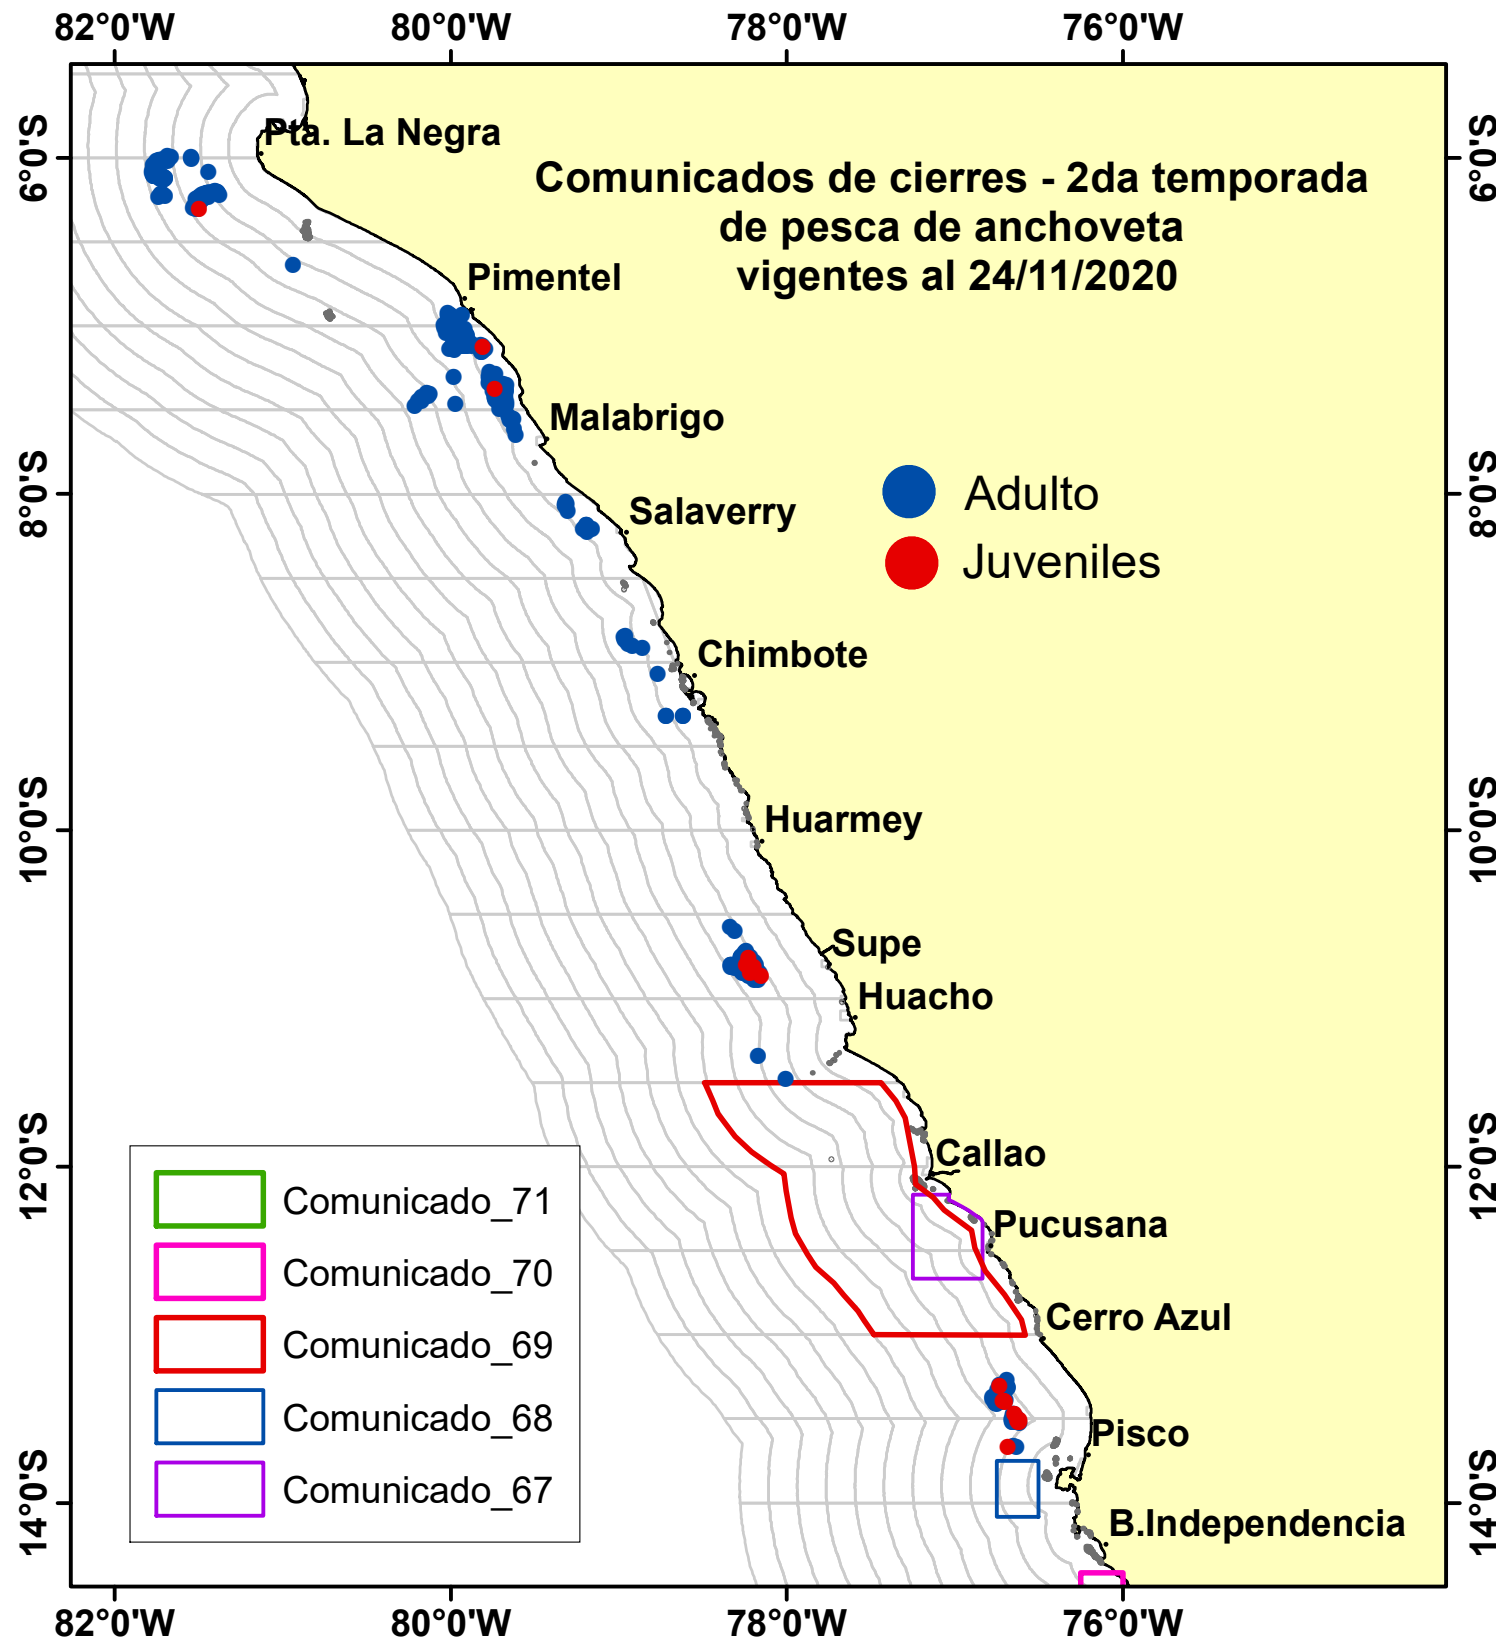 82°0'W 80°0'W 78°0'W 76°0'W
Pta. La Negra
6°0'S 6°0'S
Comunicados de cierres - 2da temporada
de pesca de anchoveta
vigentes al 24/11/2020
Pimentel
Malabrigo
8°0'S 8°0'S
Adulto
Salaverry
Juveniles
Chimbote
10°0'S 10°0'S
Huarmey
Supe
Huacho
12°0'S 12°0'S
Callao
Pucusana
Cerro Azul
Pisco
14°0'S 14°0'S
B.Independencia
Comunicado_71
Comunicado_70
Comunicado_69
Comunicado_68
Comunicado_67
82°0'W 80°0'W 78°0'W 76°0'W